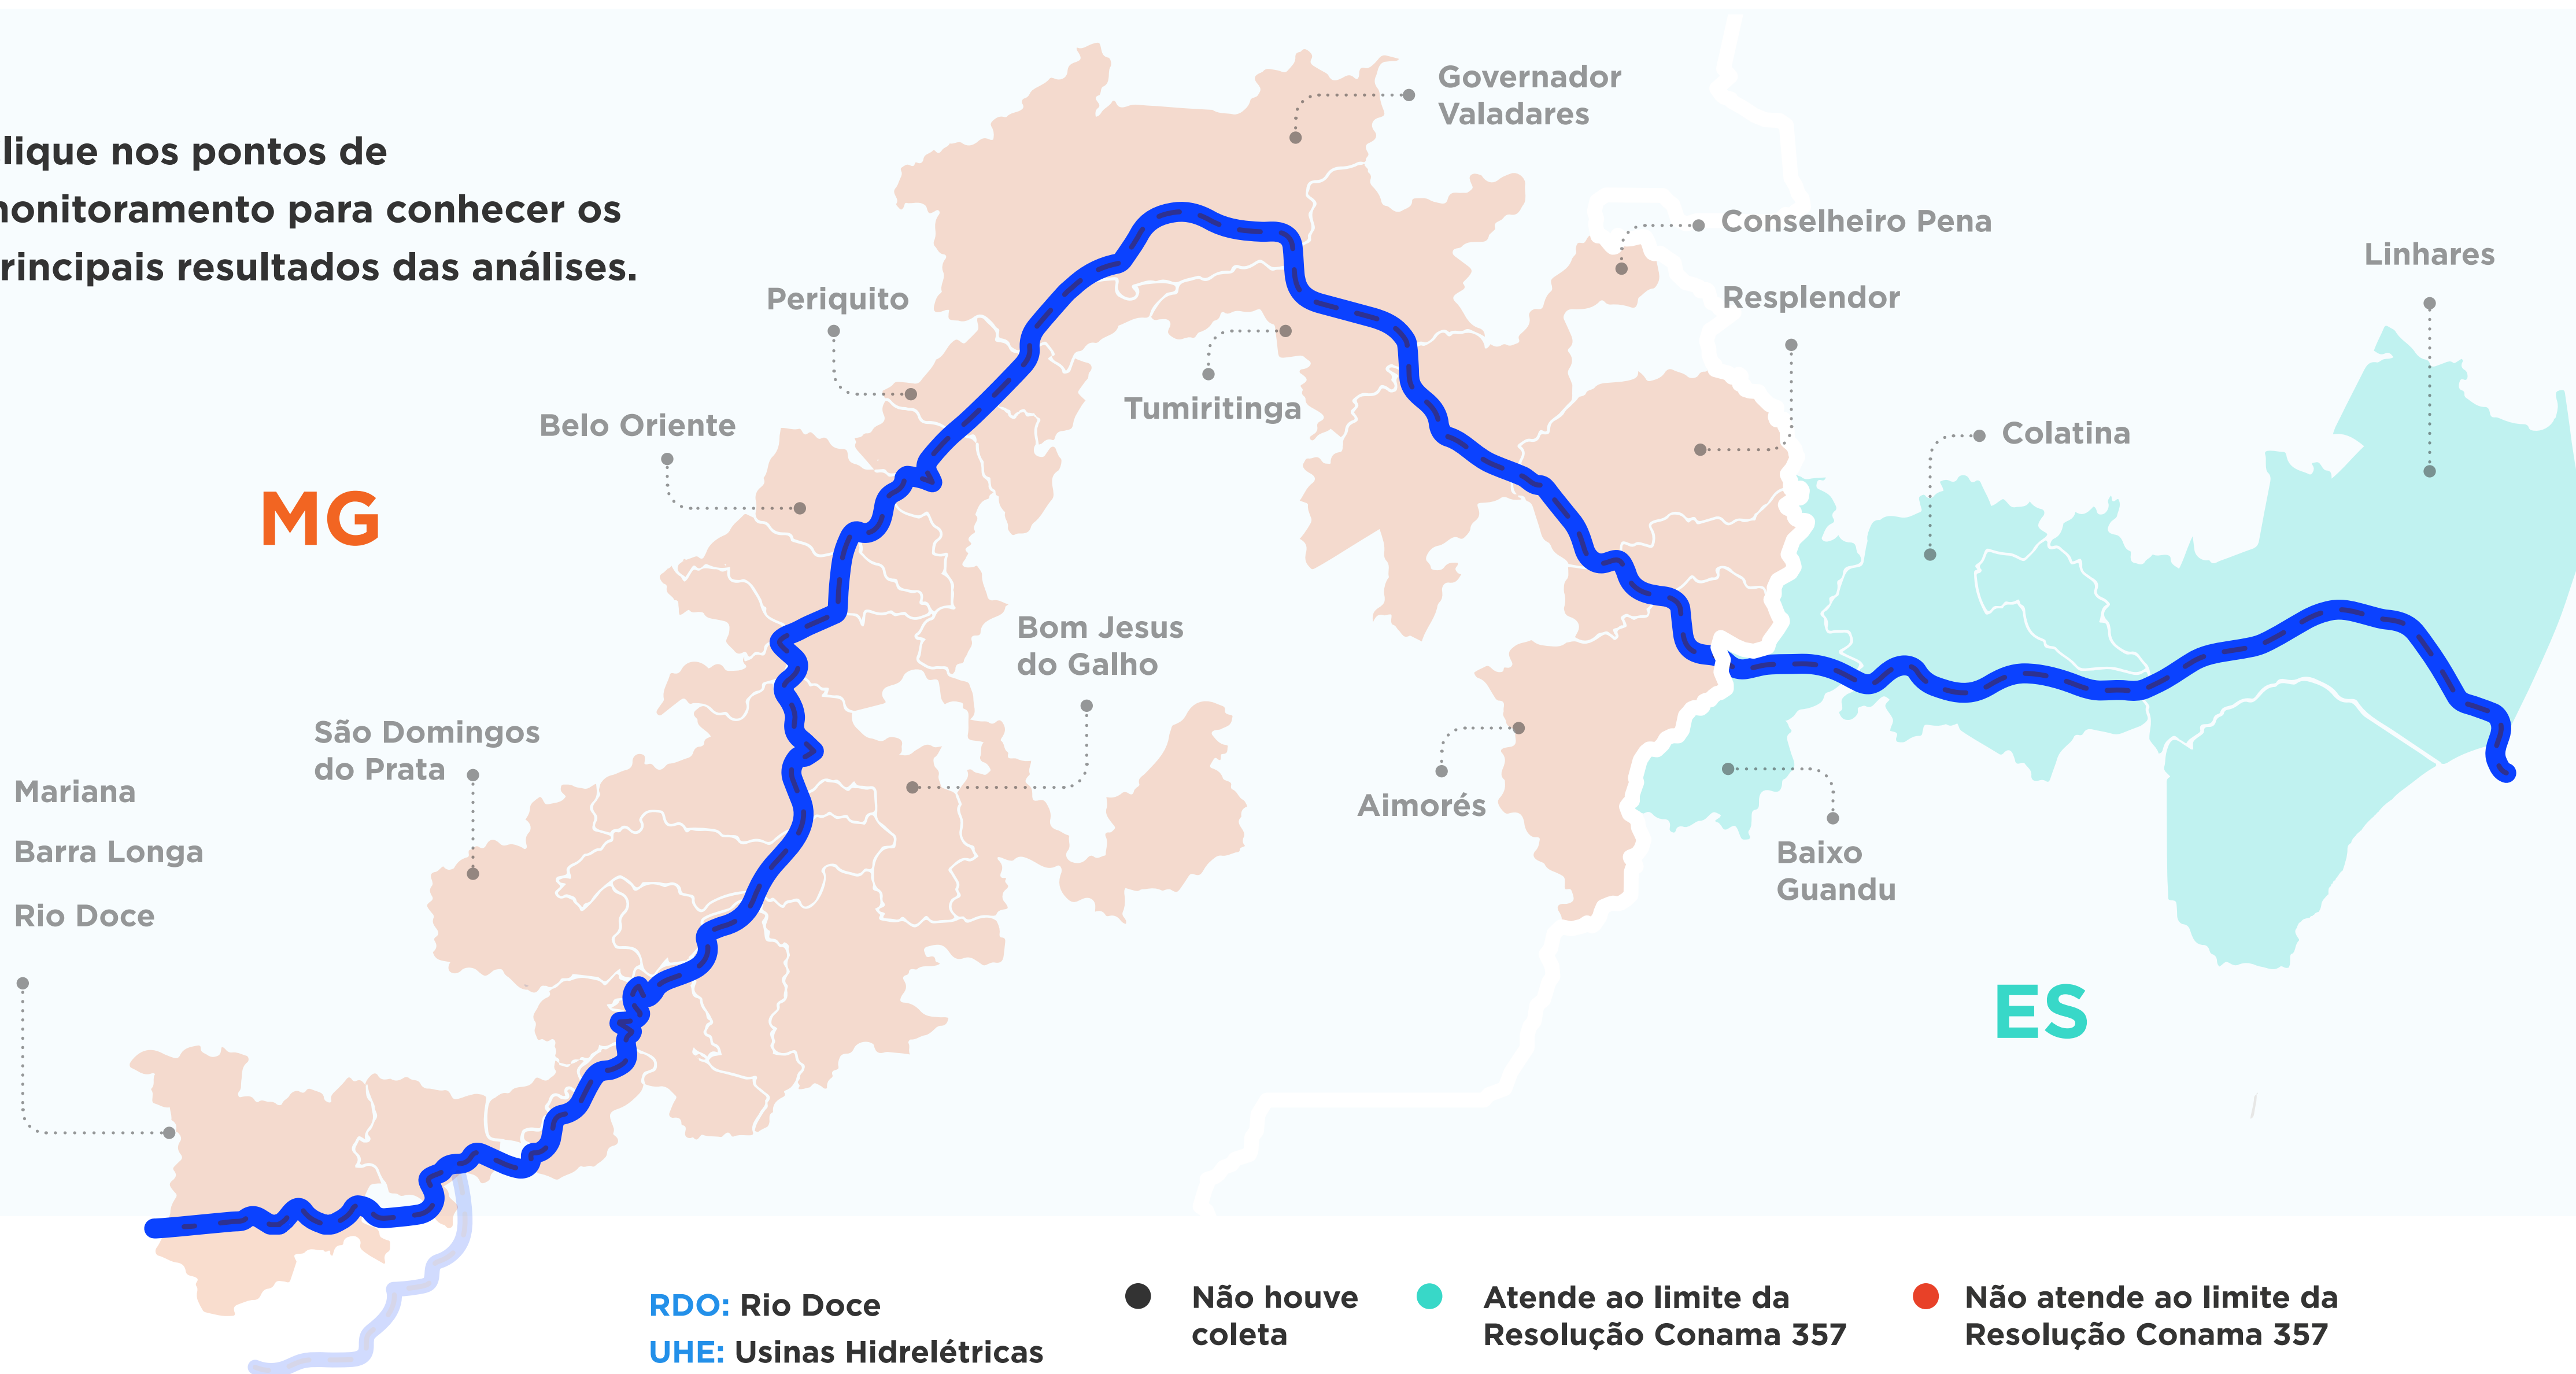 lique nos pontos de
onitoramento para conhecer os
rincipais resultados das análises.
Governador
Valadares
Conselheiro Pena
Resplendor
Linhares
Periquito
Tumiritinga
Belo Oriente
Colatina
MG
Bom Jesus
do Galho
São Domingos
do Prata
Mariana
Barra Longa
Rio Doce
Aimorés
Baixo
Guandu
ES
RDO: Rio Doce
UHE: Usinas Hidrelétricas
Não houve
coleta
Atende ao limite da
Resolução Conama 357
Não atende ao limite da
Resolução Conama 357